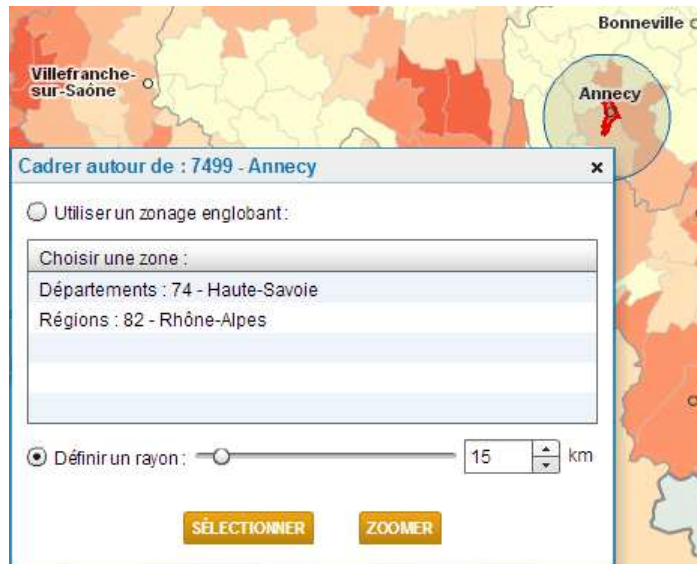 Bonneville
Villefranche-
sur-Saône
Annecy
Cadrer autour de : 7499 - Annecy
x
Utiliser un zonage englobant :
Choisir une zone :
Départements : 74 - Haute-Savoie
Régions : 82 - Rhône-Alpes
Définir un rayon : 15 km
SÉLECTIONNER ZOOMER